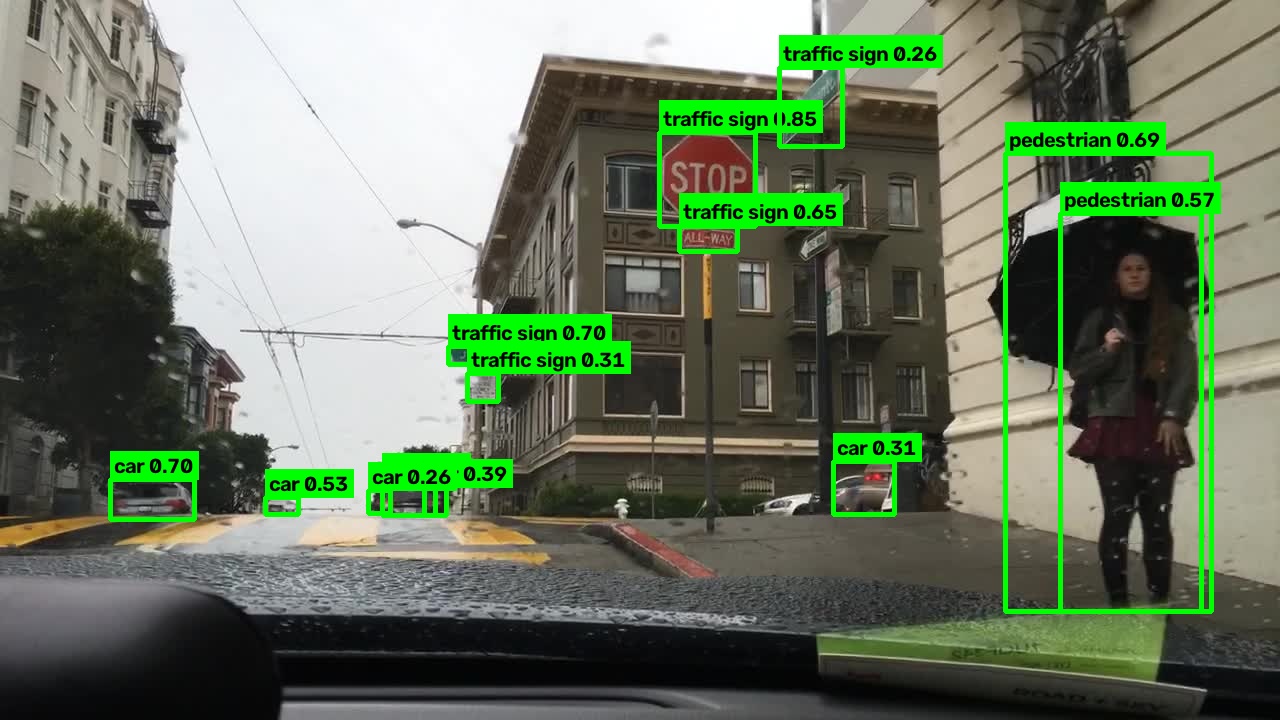 traffic sign 0.26
traffic sign 0.85
STOP
pedestrian 0.69
pedestrian 0.57
traffic sign 0.65
ALL-WAY
traffic sign 0.70
traffic sign 0.31
car 0.31
car 0.70
car 0.53
car 0.26
0.39